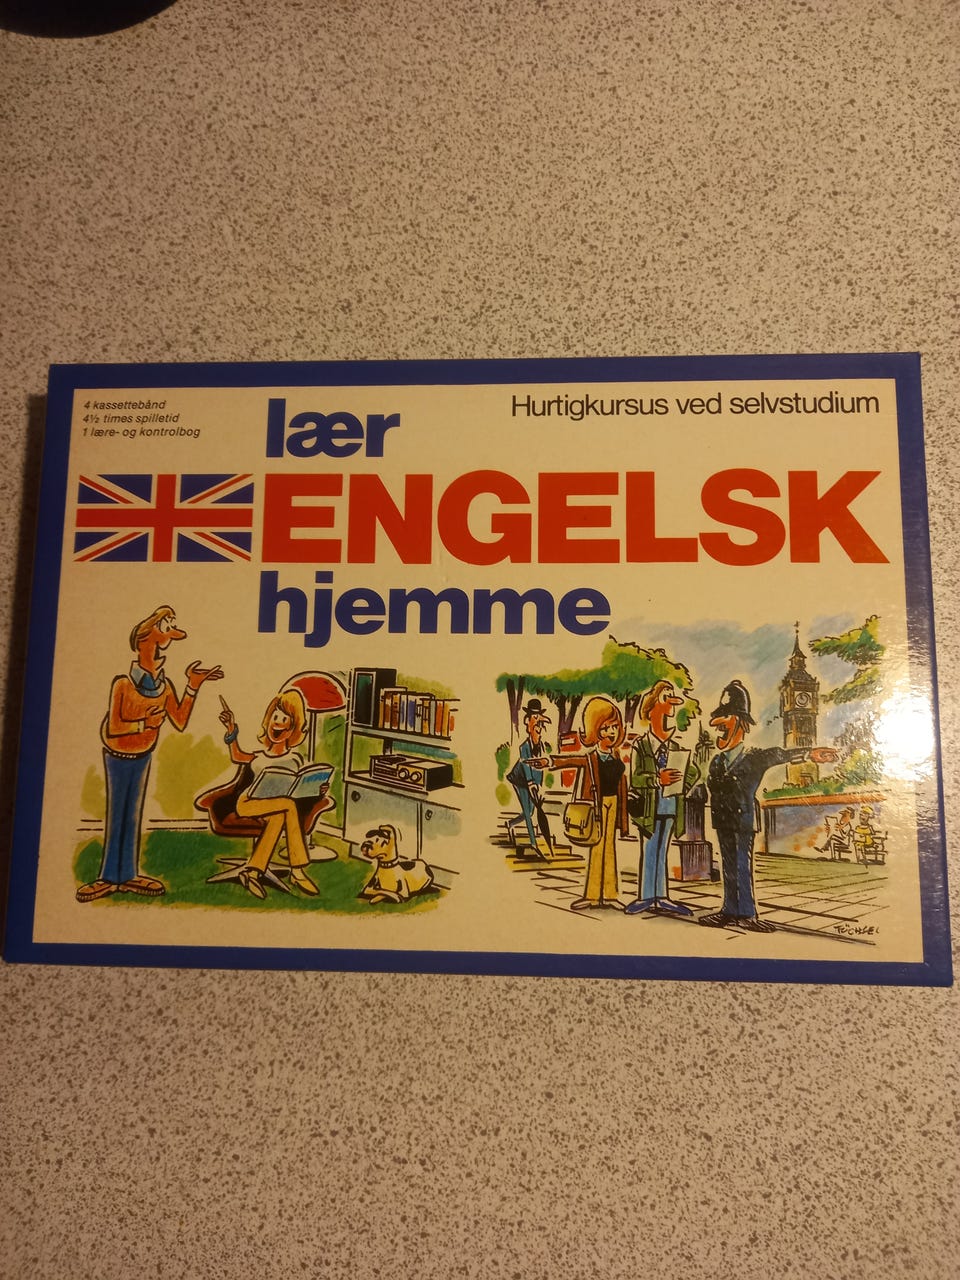 4 kassettebånd
4½ times spilletid
1 lære- og kontrolbog
Hurtigkursus ved selvstudium
lær
ENGELSK
hjemme